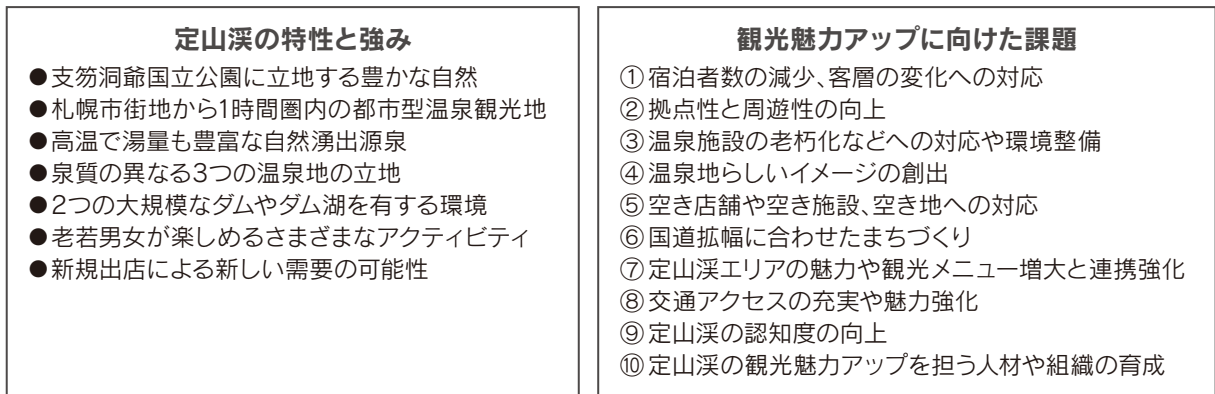 定山渓の特性と強み
●支笏洞爺国立公園に立地する豊かな自然
●札幌市街地から1時間圏内の都市型温泉観光地
●高温で湯量も豊富な自然湧出源泉
●泉質の異なる3つの温泉地の立地
●2つの大規模なダムやダム湖を有する環境
●老若男女が楽しめるさまざまなアクティビティ
●新規出店による新しい需要の可能性
観光魅力アップに向けた課題
①宿泊者数の減少、客層の変化への対応
②拠点性と周遊性の向上
③温泉施設の老朽化などへの対応や環境整備
④温泉地らしいイメージの創出
⑤空き店舗や空き施設、空き地への対応
⑥国道拡幅に合わせたまちづくり
⑦定山渓エリアの魅力や観光メニュー増大と連携強化
⑧交通アクセスの充実や魅力強化
⑨定山渓の認知度の向上
⑩定山渓の観光魅力アップを担う人材や組織の育成